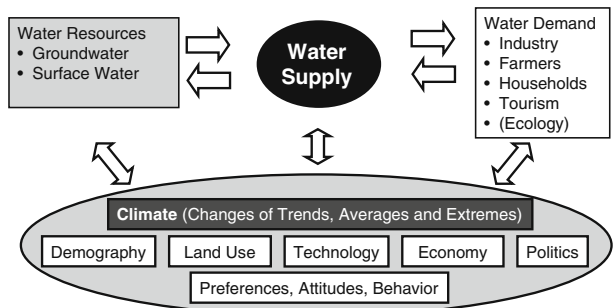 Water Resources
• Groundwater
• Surface Water
Water
Supply
Water Demand
• Industry
• Farmers
• Households
• Tourism
• (Ecology)
Climate (Changes of Trends, Averages and Extremes)
Demography
Land Use
Technology
Economy
Politics
Preferences, Attitudes, Behavior